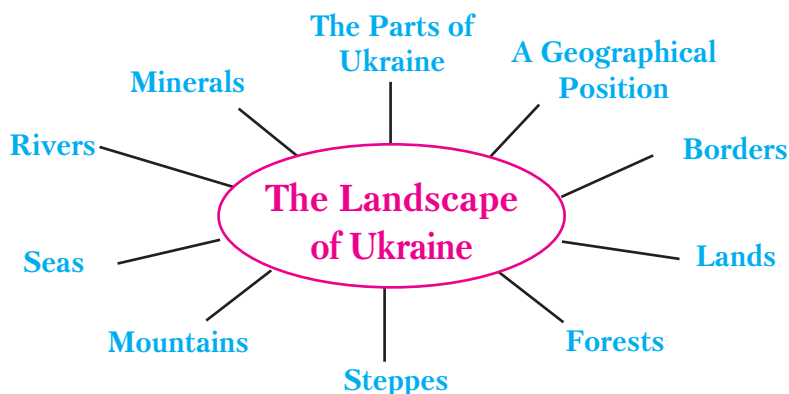 The Parts of
Ukraine
A Geographical
Position
Minerals
Rivers
Borders
The Landscape
of Ukraine
Seas
Lands
Mountains
Forests
Steppes